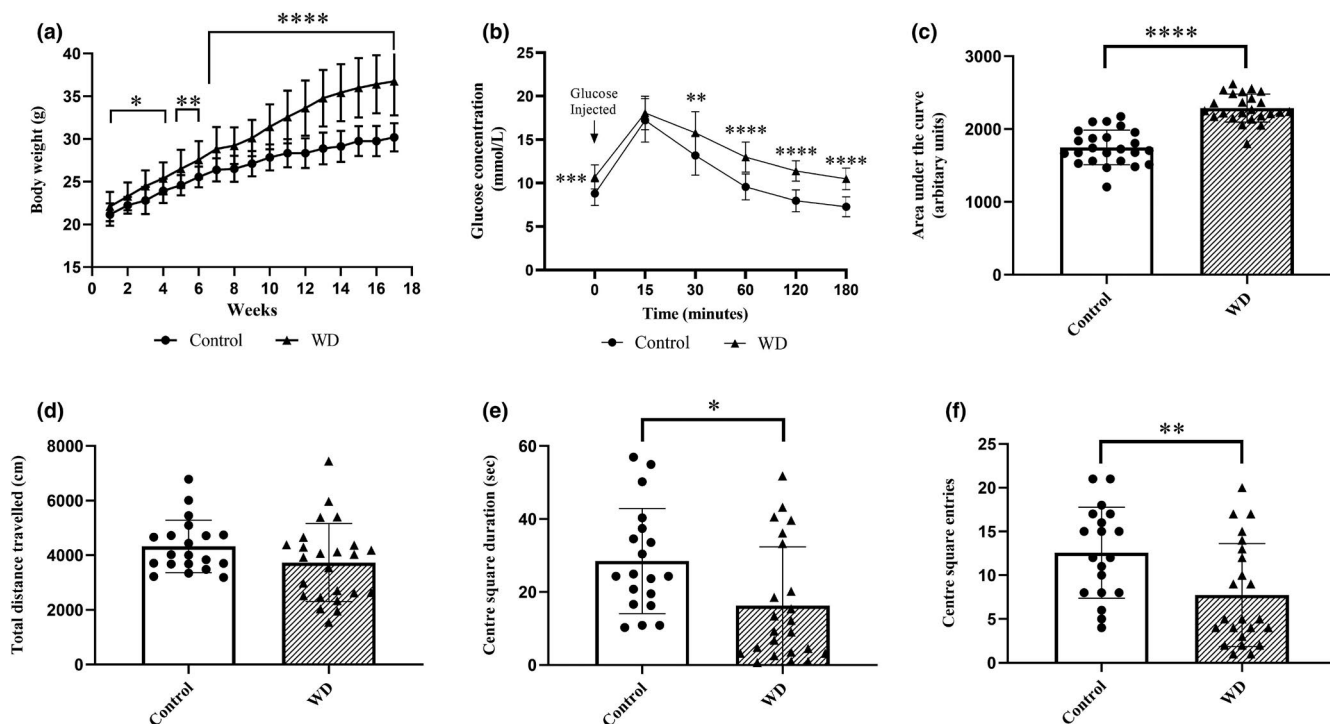 (a)
****
*
**
Body weight (g)
40
35
30
25
20
15
0 2 4 6 8 10 12 14 16 18
Weeks
Control WD
(b)
Glucose concentration
(mmol/L)
25
20
15
10
5
0
Glucose
Injected
***
**
****
****
****
0 15 30 60 120 180
Time (minutes)
Control WD
(c)
****
Area under the curve
(arbitary units)
3000
2000
1000
0
Control WD
(d)
Total distance travelled (cm)
8000
6000
4000
2000
0
Control WD
(e)
*
Centre square duration (sec)
60
40
20
0
Control WD
(f)
**
Centre square entries
25
20
15
10
5
0
Control WD